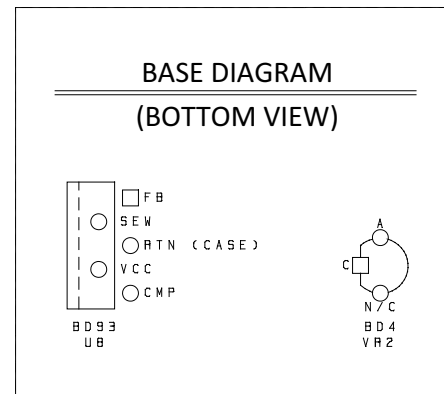 BASE DIAGRAM
(BOTTOM VIEW)
FB
SEW
RTN (CASE)
VCC
CMP
BD93
U8
A
C
N/C
BD4
VR2